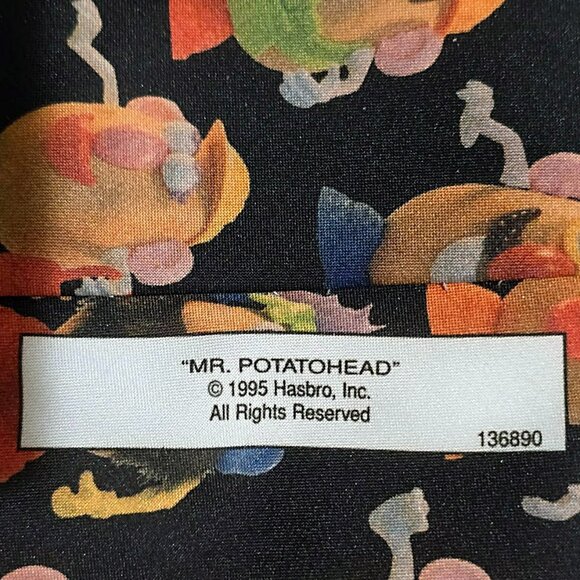 "MR. POTATOHEAD"
© 1995 Hasbro, Inc.
All Rights Reserved
136890